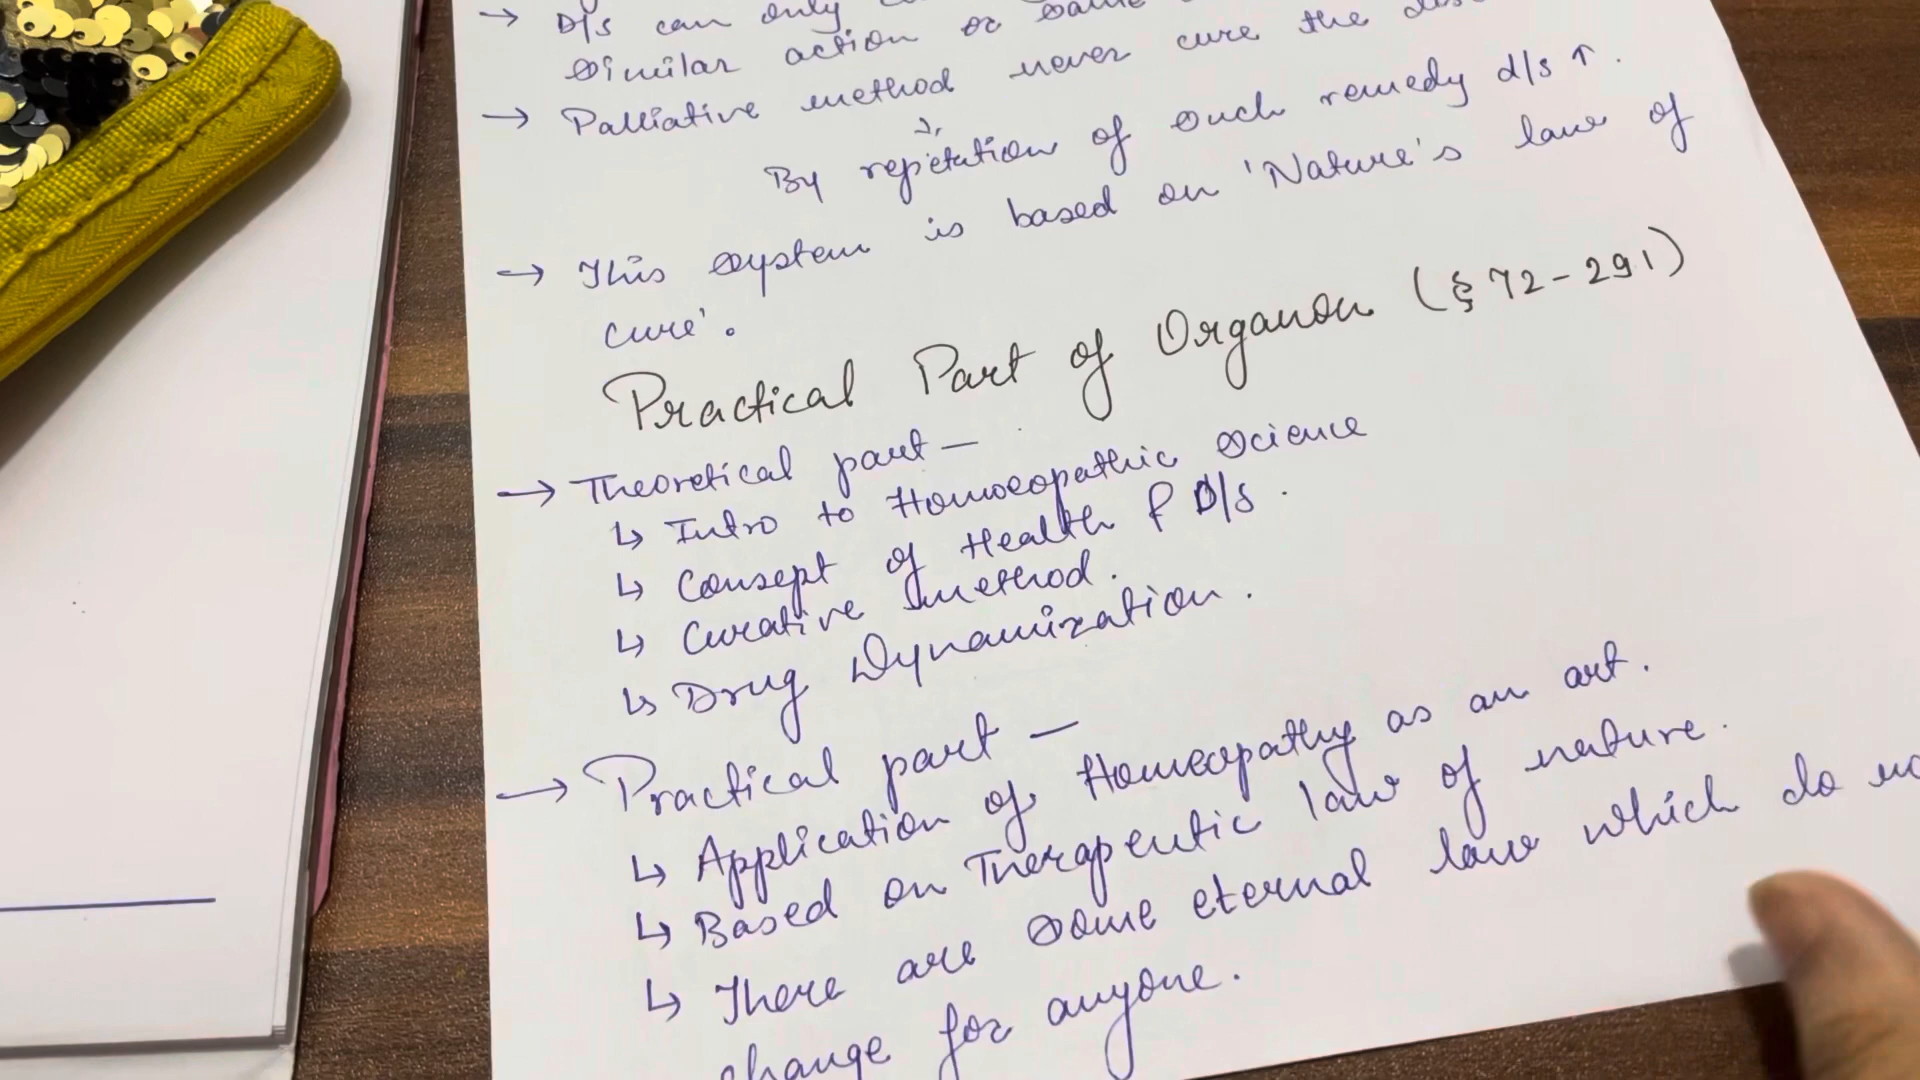 → D/s can only
similar action or same
→ Palliative method never cure the
By repetation of such remedy d/s ↑.
→ This system is based on 'Nature's law of
cure'.
Practical Part of Organon (§ 72-291)
→ Theoretical part —
↳ Intro to Homoeopathic science
↳ Consept of Health & D/s.
↳ Curative method.
↳ Drug Dynamization.
→ Practical part —
↳ Application of Homeopathy as an art.
↳ Based on Therapeutic law of nature.
↳ There are some eternal law which do
change for anyone.